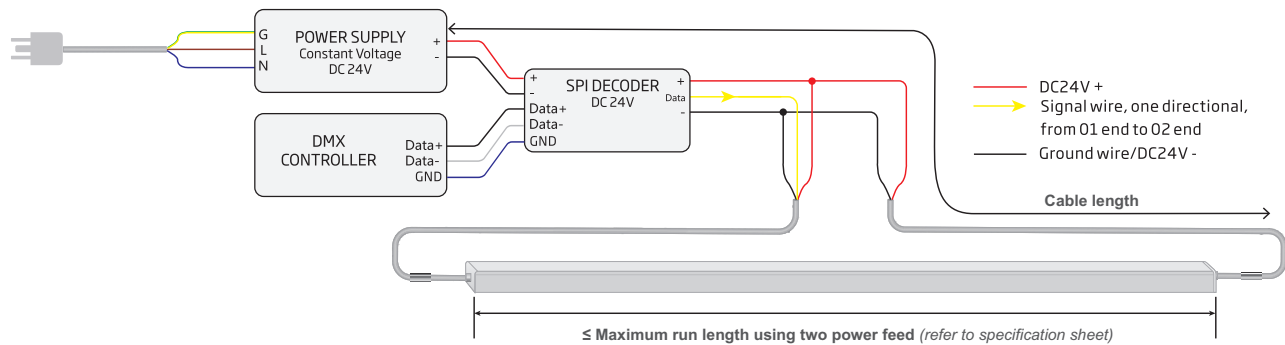 G
L
N
POWER SUPPLY
Constant Voltage
DC 24V
+
-
DMX
CONTROLLER
Data+
Data-
GND
+
-
Data+
Data-
GND
SPI DECODER
DC 24V
+
Data
-
DC24V +
Signal wire, one directional,
from 01 end to 02 end
Ground wire/DC24V -
Cable length
≤ Maximum run length using two power feed (refer to specification sheet)